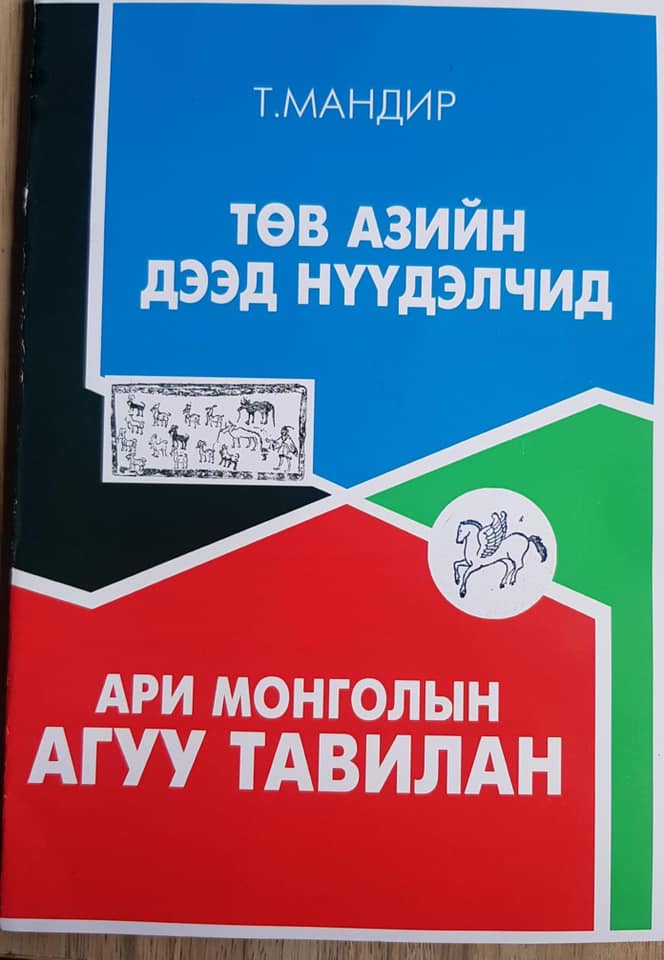 Т.МАНДИР
ТӨВ АЗИЙН
ДЭЭД НҮҮДЭЛЧИД
АРИ МОНГОЛЫН
АГУУ ТАВИЛАН